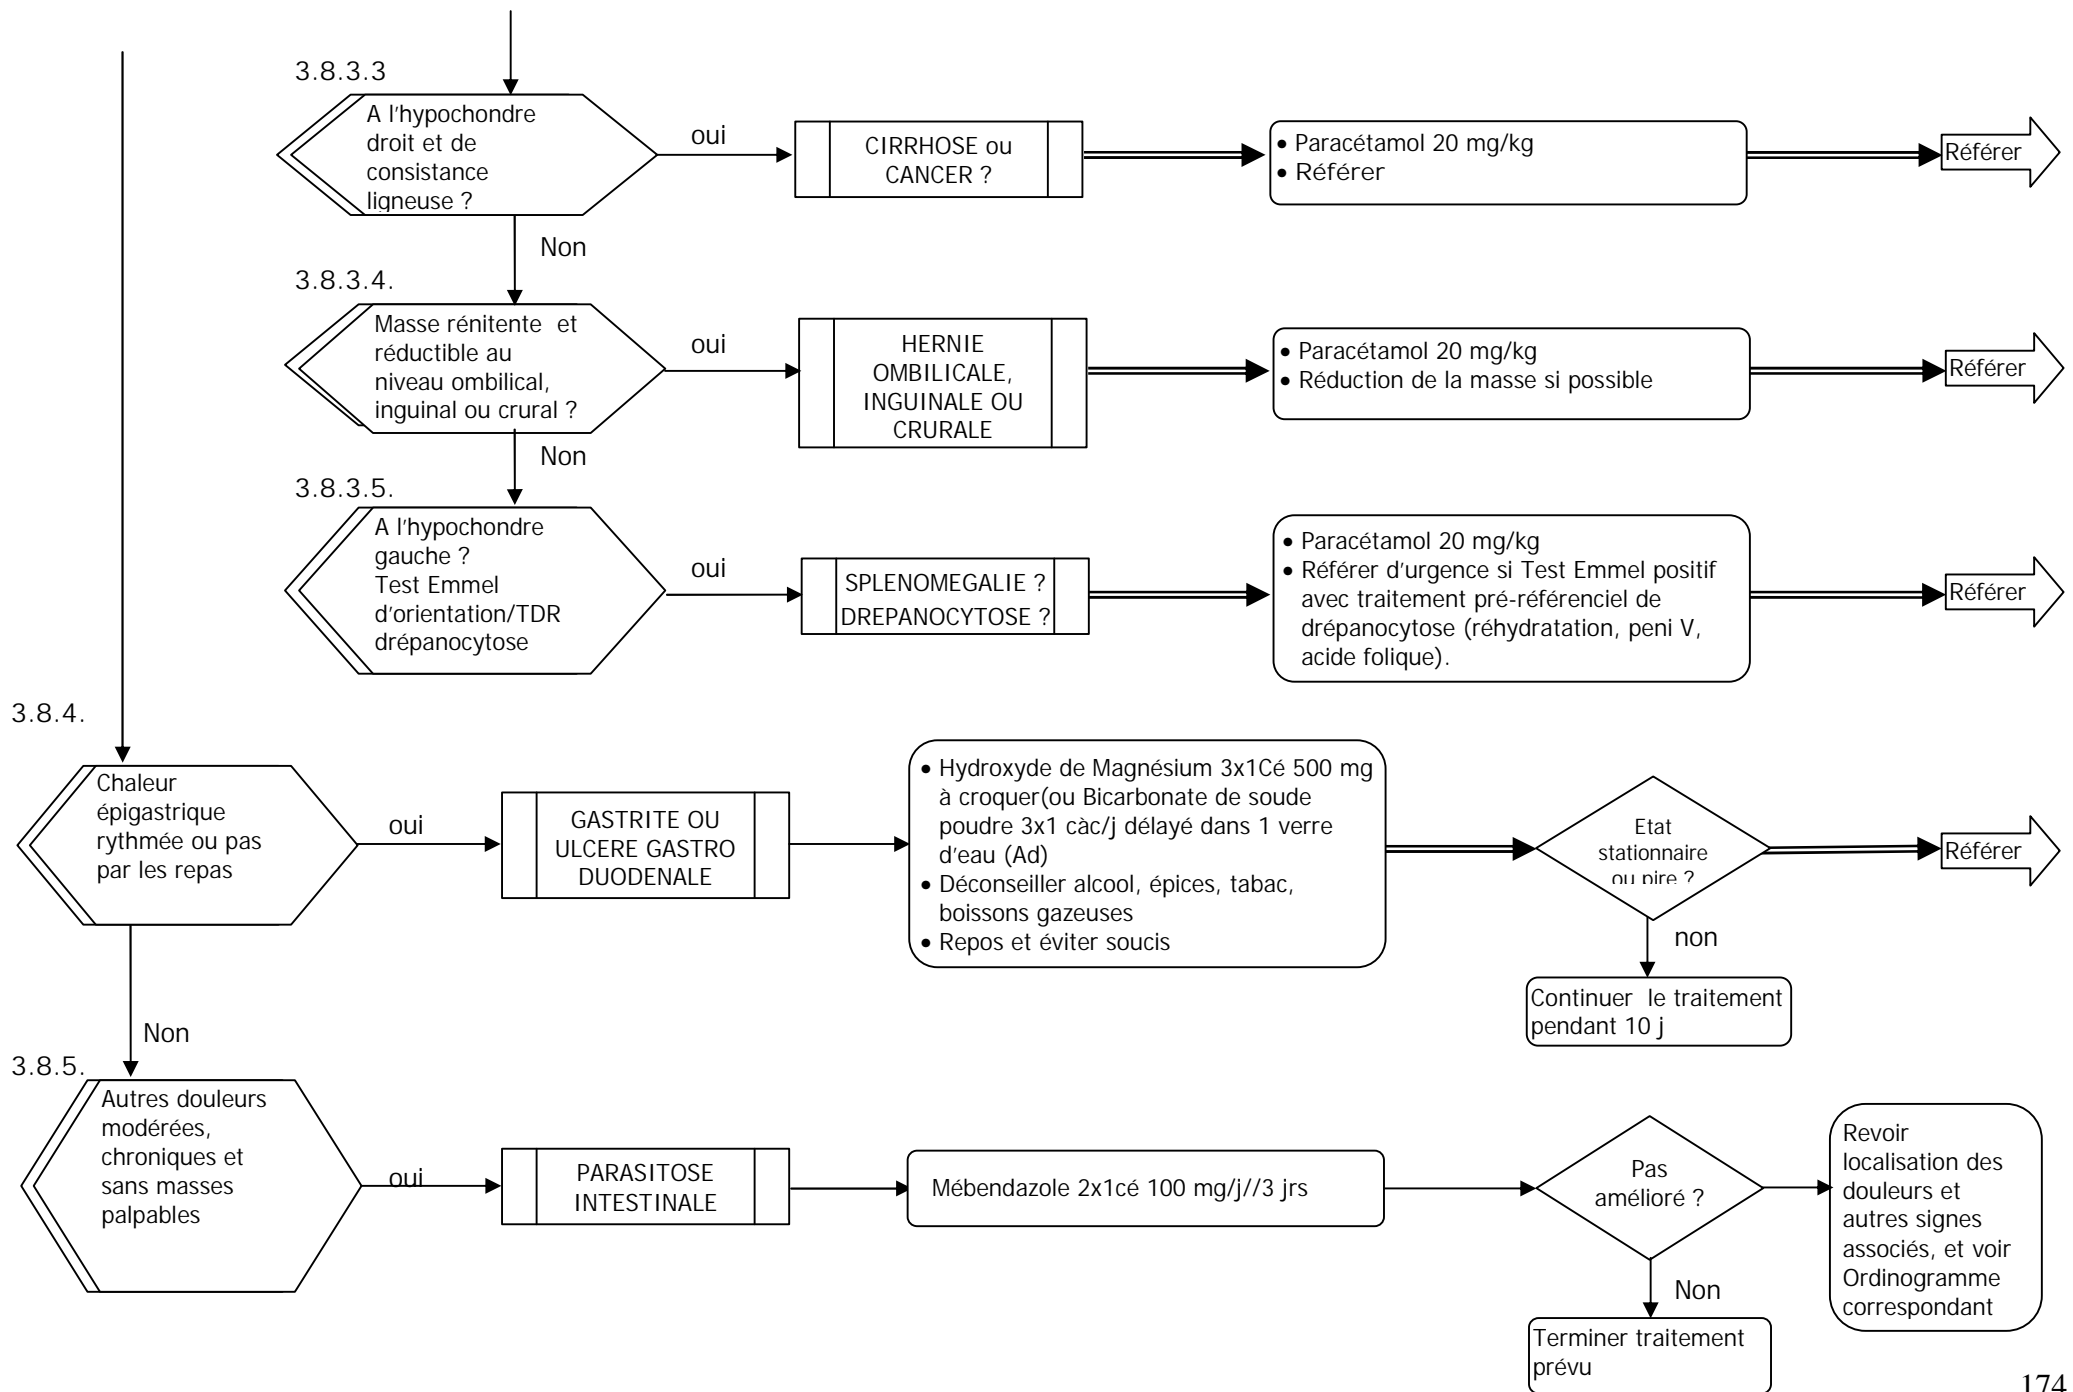 3.8.3.3
A l'hypochondre
droit et de
consistance
ligneuse ?
oui
CIRRHOSE ou
CANCER ?
• Paracétamol 20 mg/kg
• Référer
Référer
Non
3.8.3.4.
Masse rénitente et
réductible au
niveau ombilical,
inguinal ou crural ?
oui
HERNIE
OMBILICALE,
INGUINALE OU
CRURALE
• Paracétamol 20 mg/kg
• Réduction de la masse si possible
Référer
Non
3.8.3.5.
A l'hypochondre
gauche ?
Test Emmel
d'orientation/TDR
drépanocytose
oui
SPLENOMEGALIE ?
DREPANOCYTOSE ?
• Paracétamol 20 mg/kg
• Référer d'urgence si Test Emmel positif
avec traitement pré-référenciel de
drépanocytose (réhydratation, peni V,
acide folique).
Référer
3.8.4.
Chaleur
épigastrique
rythmée ou pas
par les repas
oui
GASTRITE OU
ULCERE GASTRO
DUODENALE
• Hydroxyde de Magnésium 3x1Cé 500 mg
à croquer(ou Bicarbonate de soude
poudre 3x1 càc/j délayé dans 1 verre
d'eau (Ad)
• Déconseiller alcool, épices, tabac,
boissons gazeuses
• Repos et éviter soucis
Etat
stationnaire
ou pire ?
Référer
non
Continuer le traitement
pendant 10 j
Non
3.8.5.
Autres douleurs
modérées,
chroniques et
sans masses
palpables
oui
PARASITOSE
INTESTINALE
Mébendazole 2x1cé 100 mg/j//3 jrs
Pas
amélioré ?
Revoir
localisation des
douleurs et
autres signes
associés, et voir
Ordinogramme
correspondant
Non
Terminer traitement
prévu
174